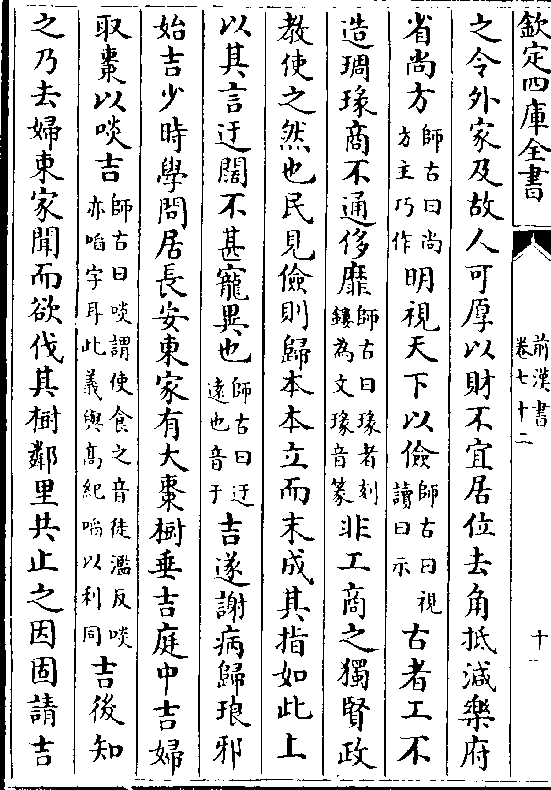 欽定四庫全書
前漢書
卷七十二
十
之令外家及故人可厚以財不宜居位去角抵減樂府
省尚方師古曰尚方主巧作明視天下以儉師古曰視讀曰示古者工不
造琱瑑商不通侈靡師古曰瑑者刻鏤為文瑑音篆非工商之獨賢政
教使之然也民見儉則歸本本立而末成其指如此上
以其言迂闊不甚寵異也師古曰迂遠也音于吉遂謝病歸琅邪
始吉少時學問居長安東家有大棗樹垂吉庭中吉婦
取棗以啖吉師古曰啖謂使食之音徒濫反啖亦㗖字耳此義與高紀㗖以利同吉後知
之乃去婦東家聞而欲伐其樹鄰里共止之因固請吉